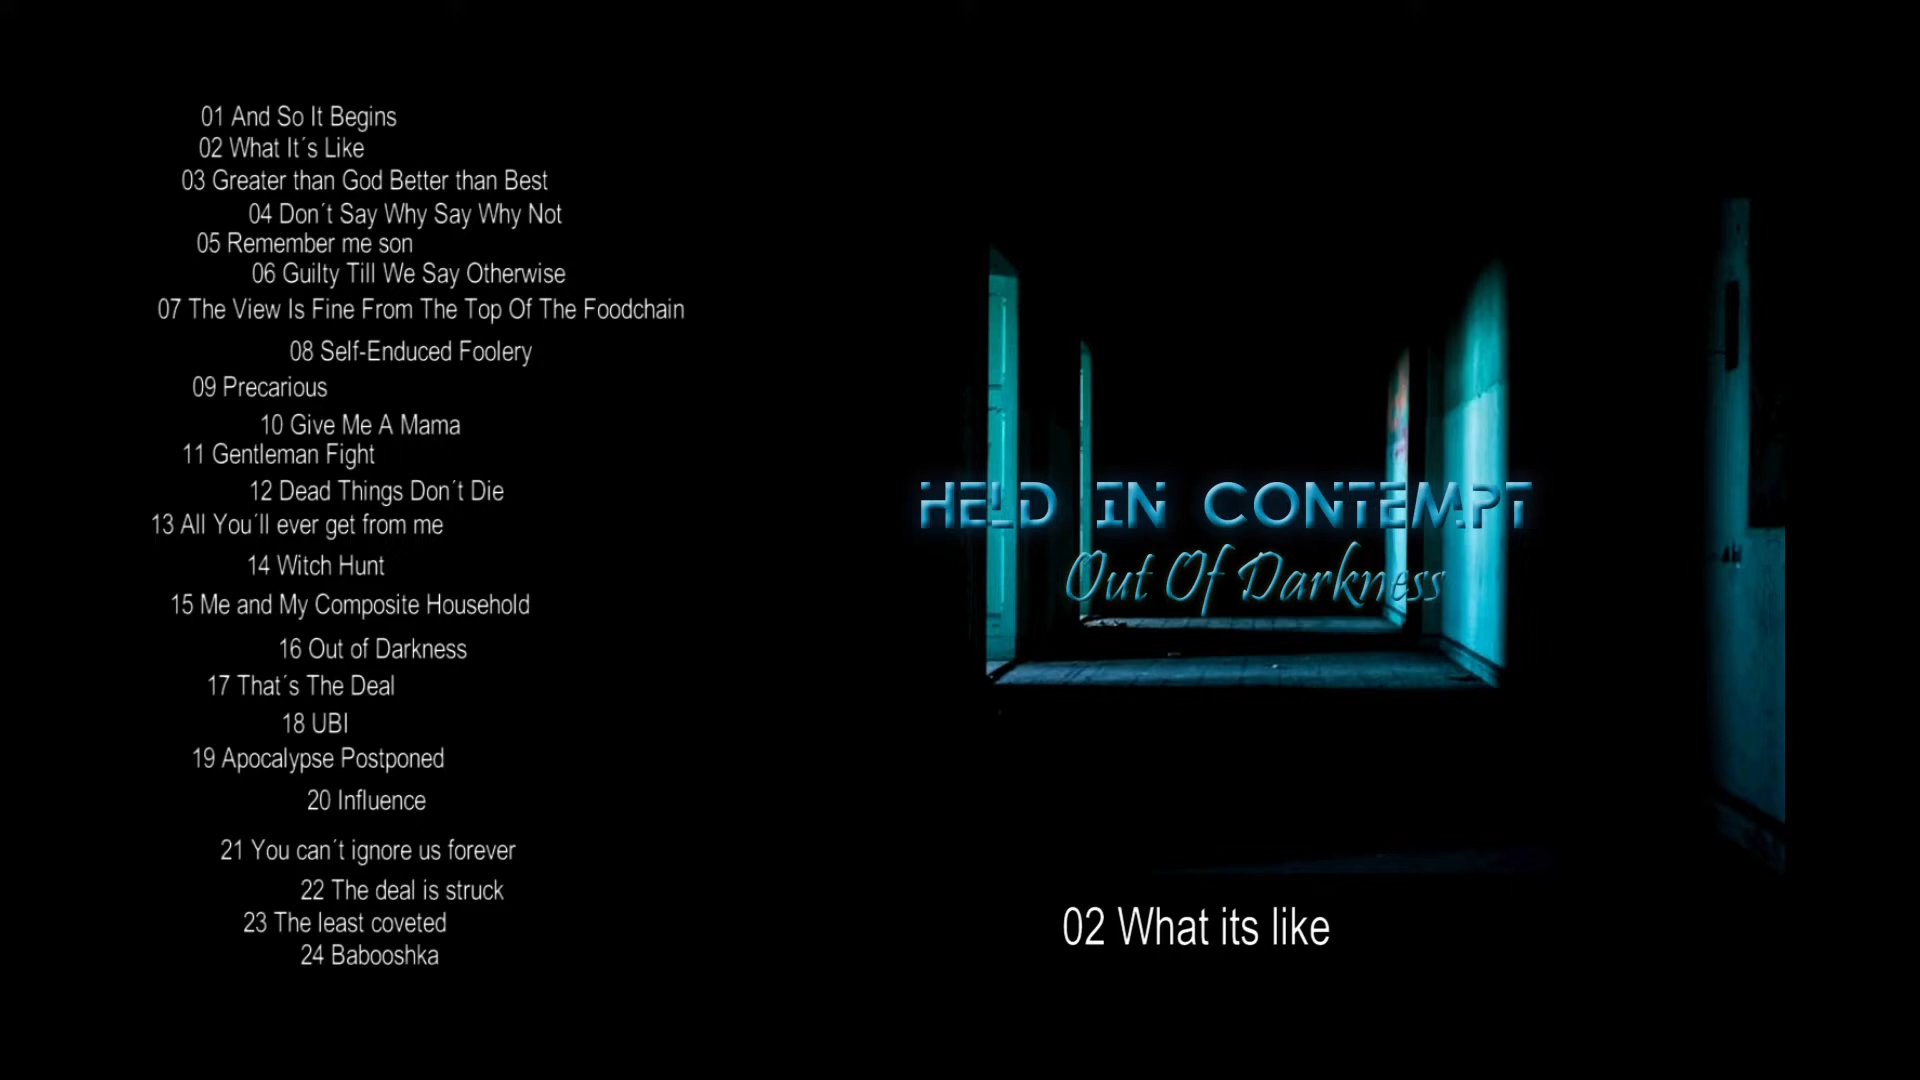 01 And So It Begins
02 What It´s Like
03 Greater than God Better than Best
04 Don´t Say Why Say Why Not
05 Remember me son
06 Guilty Till We Say Otherwise
07 The View Is Fine From The Top Of The Foodchain
08 Self-Enduced Foolery
09 Precarious
10 Give Me A Mama
11 Gentleman Fight
12 Dead Things Don´t Die
13 All You´ll ever get from me
14 Witch Hunt
15 Me and My Composite Household
16 Out of Darkness
17 That´s The Deal
18 UBI
19 Apocalypse Postponed
20 Influence
21 You can´t ignore us forever
22 The deal is struck
23 The least coveted
24 Babooshka
HELD IN CONTEMPT
Out Of Darkness
02 What its like